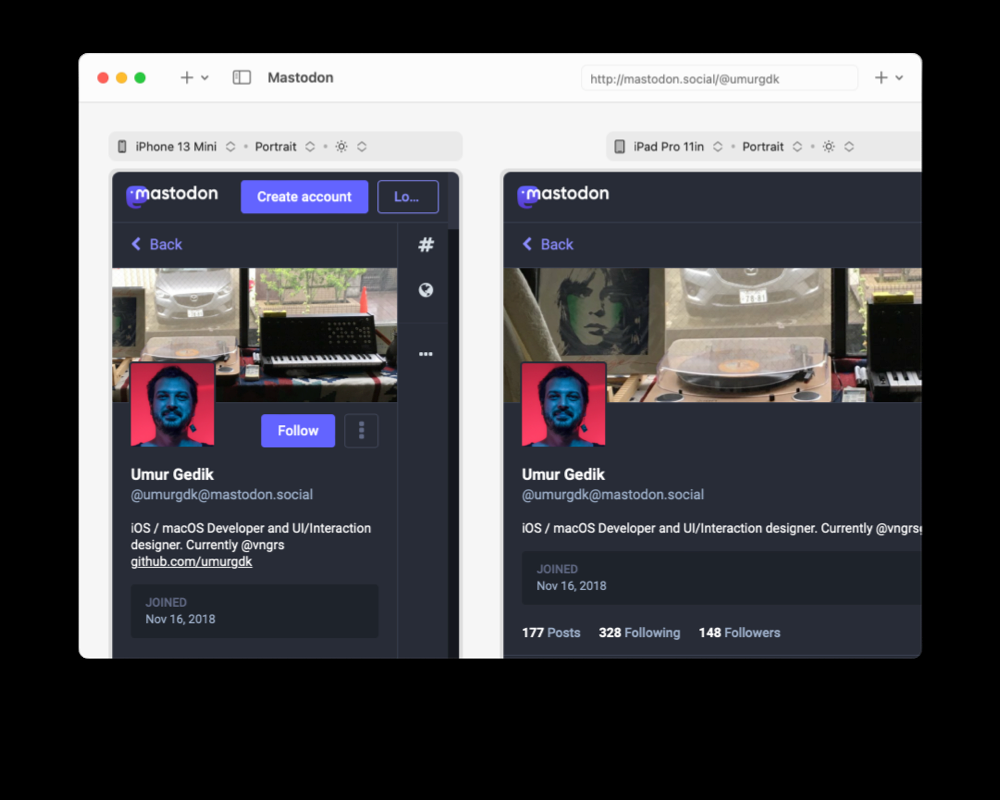 Mastodon
http://mastodon.social/@umurgdk
iPhone 13 Mini • Portrait •
iPad Pro 11in • Portrait •
mastodon
Create account
Lo...
Back
#
Follow
Umur Gedik
@umurgdk@mastodon.social
iOS / macOS Developer and UI/Interaction
designer. Currently @vngrs
github.com/umurgdk
JOINED
Nov 16, 2018
mastodon
Back
Umur Gedik
@umurgdk@mastodon.social
iOS / macOS Developer and UI/Interaction designer. Currently @vngrs
JOINED
Nov 16, 2018
177 Posts 328 Following 148 Followers